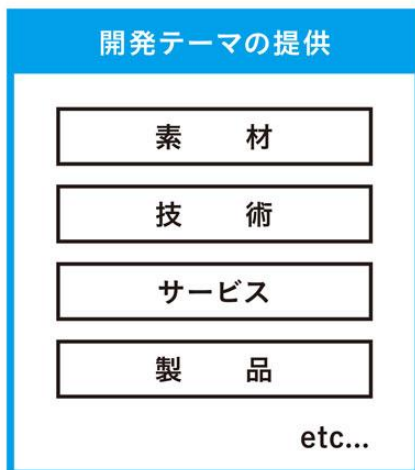 開発テーマの提供
素　材
技　術
サービス
製　品
etc...